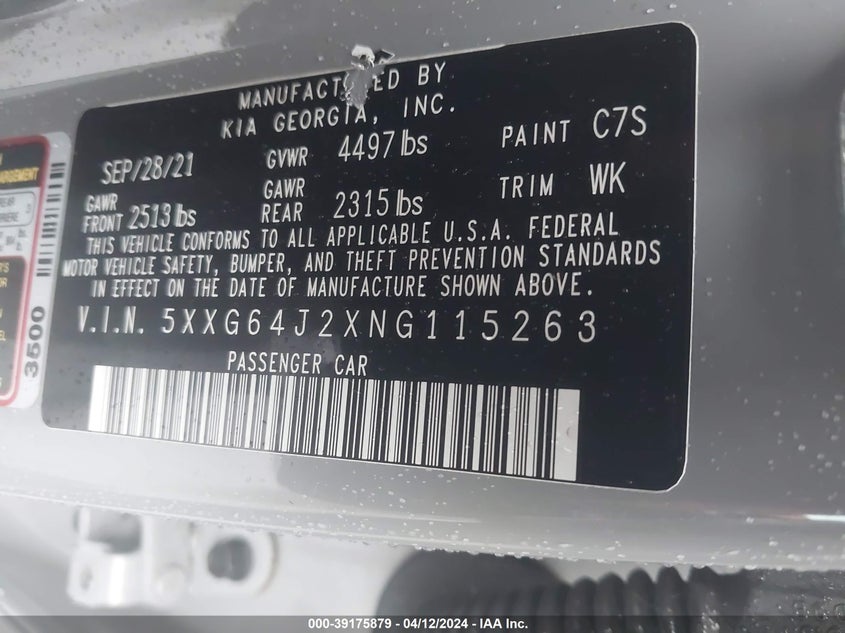 MANUFACTURED BY
KIA GEORGIA, INC.
SEP/28/21 GVWR 4497 lbs PAINT C7S
GAWR FRONT 2513 lbs GAWR REAR 2315 lbs TRIM WK
THIS VEHICLE CONFORMS TO ALL APPLICABLE U.S.A. FEDERAL
MOTOR VEHICLE SAFETY, BUMPER, AND THEFT PREVENTION STANDARDS
IN EFFECT ON THE DATE OF MANUFACTURE SHOWN ABOVE.
V.I.N. 5XXG64J2XNG115263
PASSENGER CAR
3500
000-39175879 - 04/12/2024 - IAA Inc.